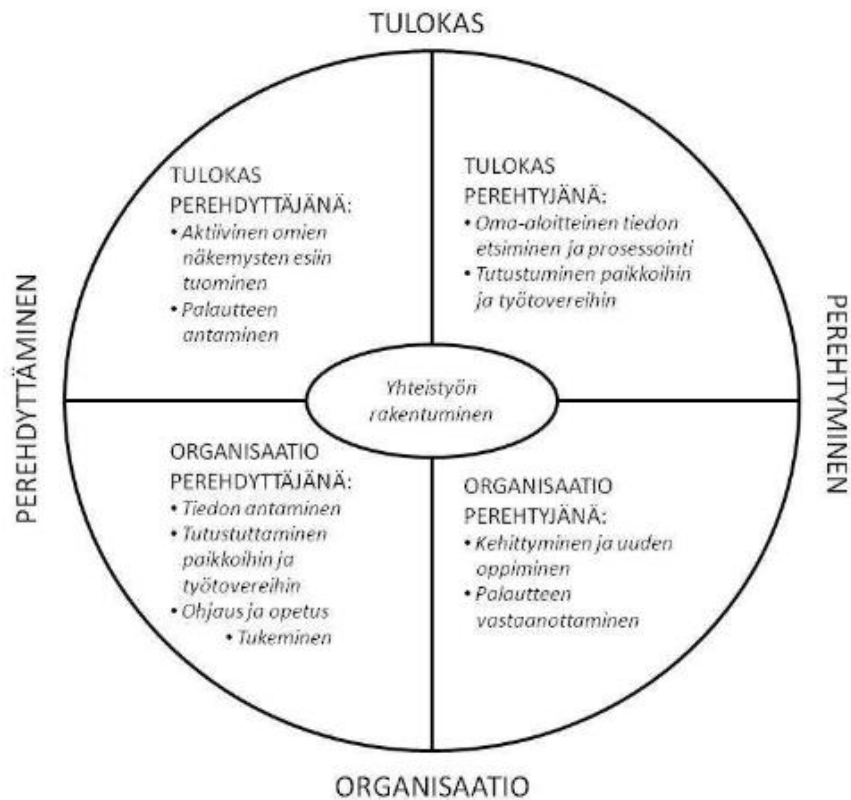 TULOKAS
TULOKAS
PEREHDYTTÄJÄNÄ:
• Aktiivinen omien
näkemysten esiin
tuominen
• Palautteen
antaminen
TULOKAS
PEREHTYJÄNÄ:
• Oma-aloitteinen tiedon
etsiminen ja prosessointi
• Tutustuminen paikkoihin
ja työtovereihin
PEREHDYTTÄMINEN
PEREHTYMINEN
Yhteistyön
rakentuminen
ORGANISAATIO
PEREHDYTTÄJÄNÄ:
• Tiedon antaminen
• Tutustuttaminen
paikkoihin ja
työtovereihin
• Ohjaus ja opetus
• Tukeminen
ORGANISAATIO
PEREHTYJÄNÄ:
• Kehittyminen ja uuden
oppiminen
• Palautteen
vastaanottaminen
ORGANISAATIO